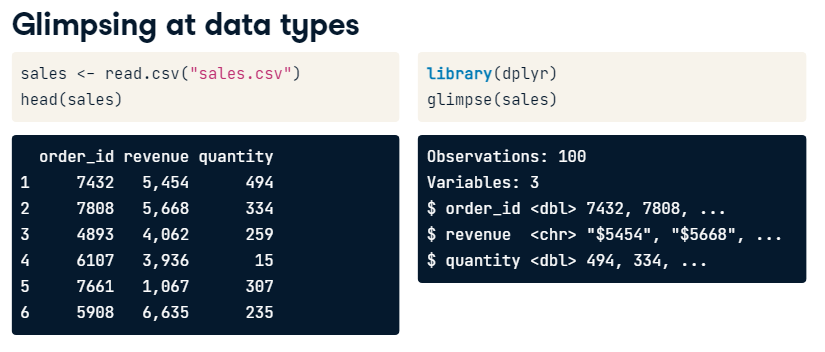 Glimpsing at data types
sales <- read.csv("sales.csv")
head(sales)
  order_id revenue quantity
1     7432   5,454      494
2     7808   5,668      334
3     4893   4,062      259
4     6107   3,936       15
5     7661   1,067      307
6     5908   6,635      235
library(dplyr)
glimpse(sales)
Observations: 100
Variables: 3
$ order_id <dbl> 7432, 7808, ...
$ revenue  <chr> "$5454", "$5668", ...
$ quantity <dbl> 494, 334, ...